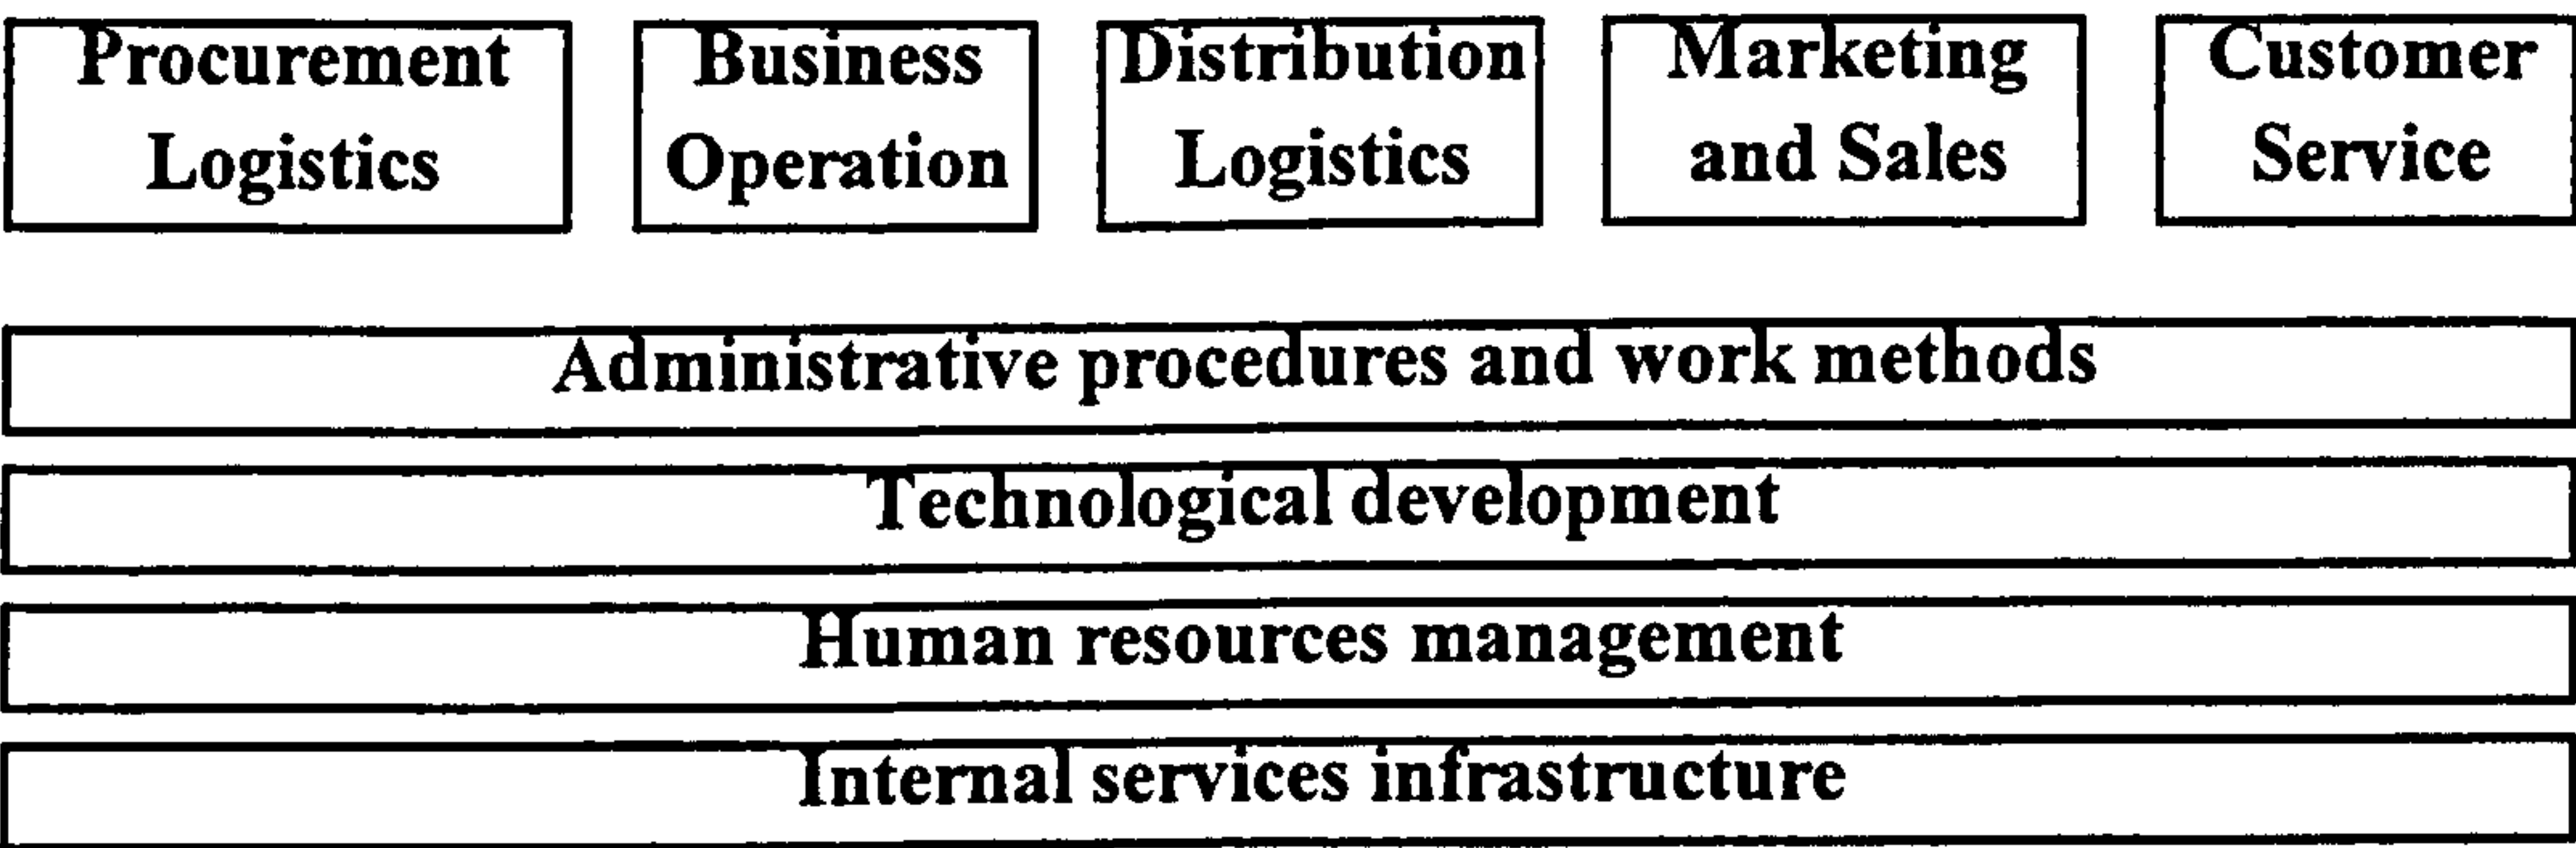 Procurement
Logistics
Business
Operation
Distribution
Logistics
Marketing
and Sales
Customer
Service
Administrative procedures and work methods
Technological development
Human resources management
Internal services infrastructure